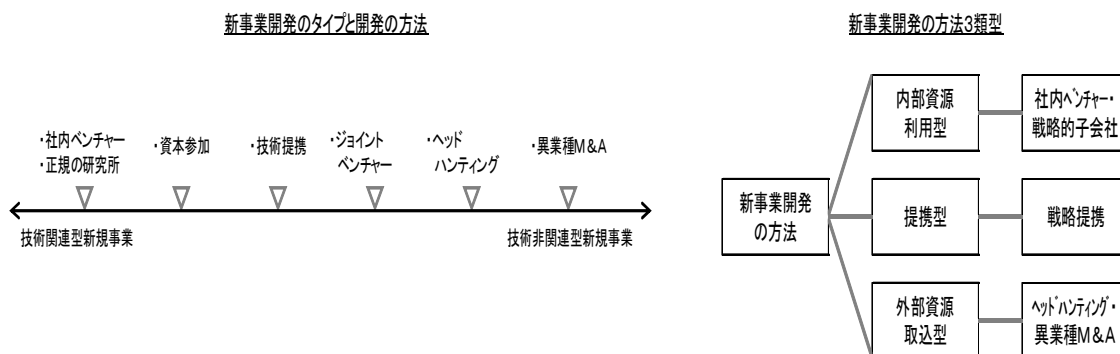 新事業開発のタイプと開発の方法
・社内ベンチャー
・正規の研究所
・資本参加
・技術提携
・ジョイント
ベンチャー
・ヘッド
ハンティング
・異業種M&A
技術関連型新規事業
技術非関連型新規事業
新事業開発の方法3類型
新事業開発
の方法
内部資源
利用型
社内ベンチャー・
戦略的子会社
提携型
戦略提携
外部資源
取込型
ヘッドハンティング・
異業種M&A